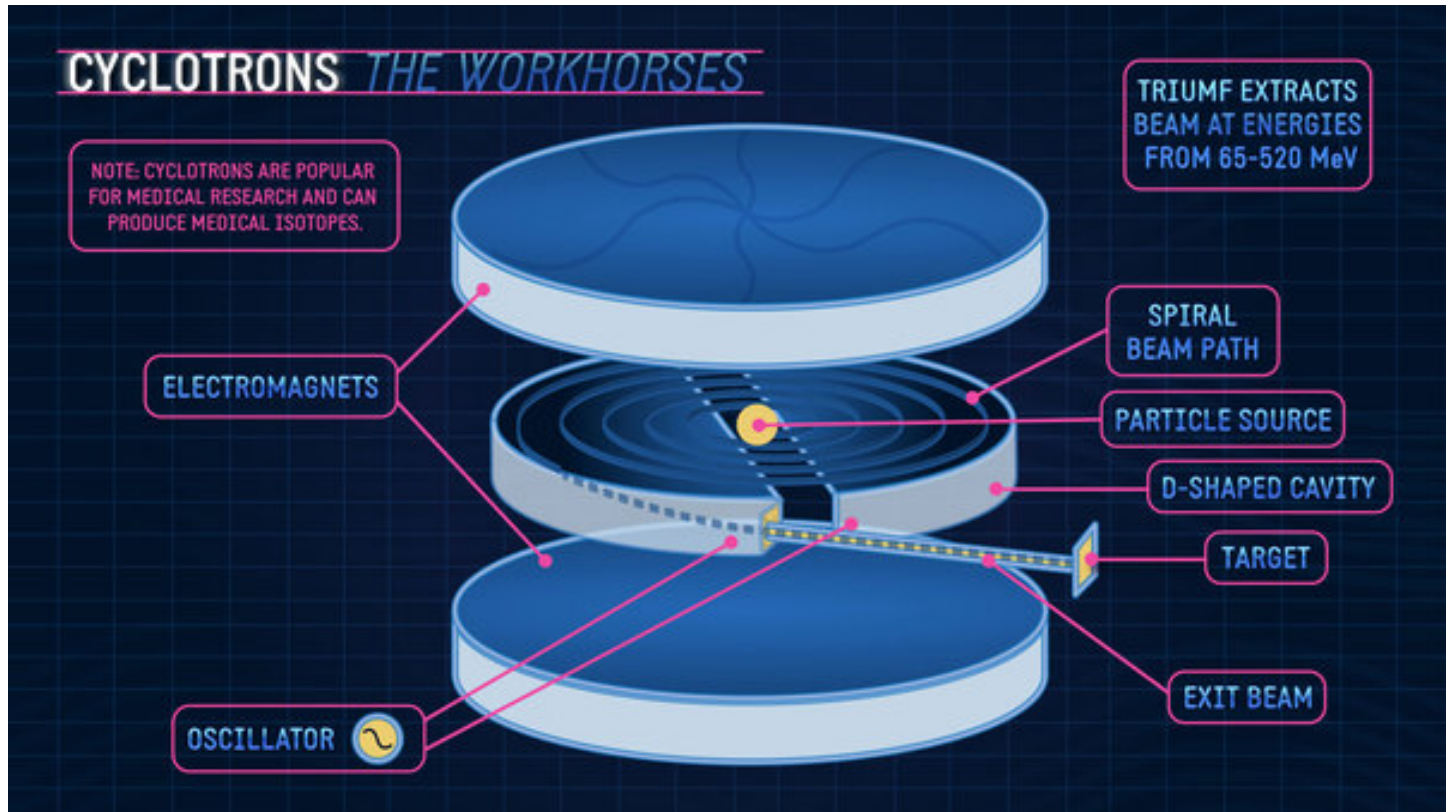 CYCLOTRONS THE WORKHORSES
TRIUMF EXTRACTS
BEAM AT ENERGIES
FROM 65-520 MeV
NOTE: CYCLOTRONS ARE POPULAR
FOR MEDICAL RESEARCH AND CAN
PRODUCE MEDICAL ISOTOPES.
SPIRAL
BEAM PATH
ELECTROMAGNETS
PARTICLE SOURCE
D-SHAPED CAVITY
TARGET
EXIT BEAM
OSCILLATOR